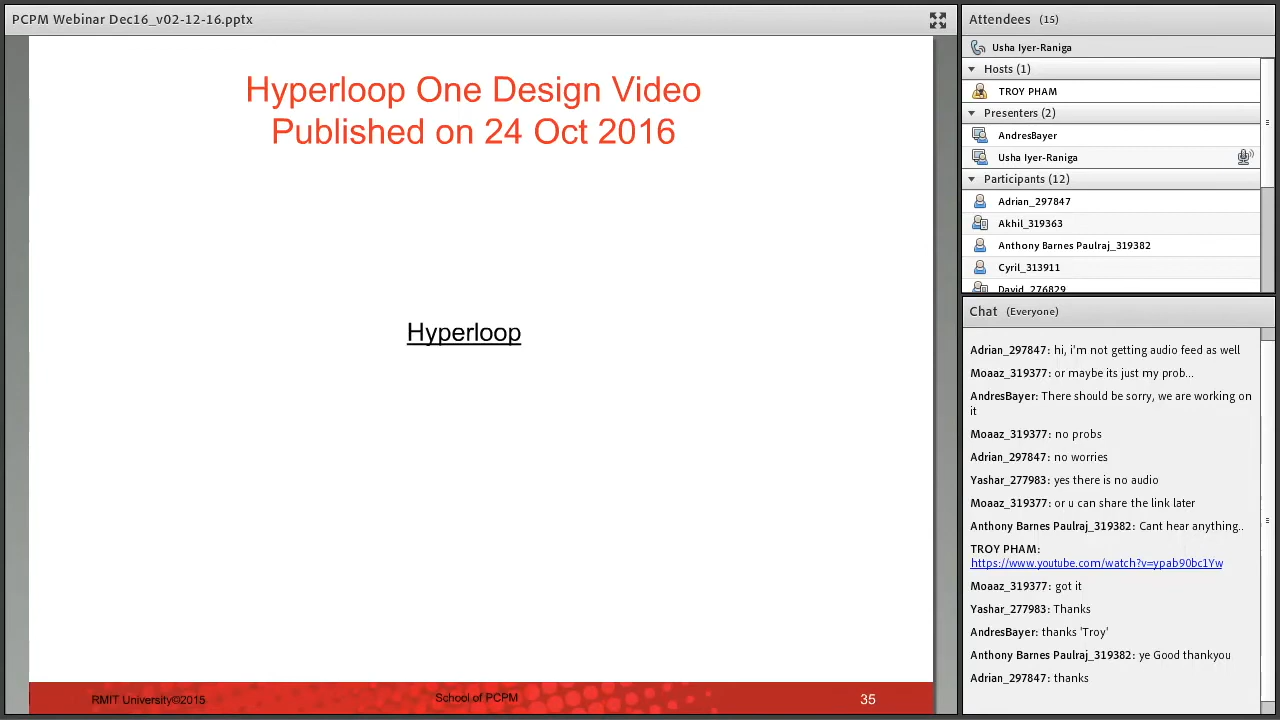 PCPM Webinar Dec16_v02-12-16.pptx
Hyperloop One Design Video
Published on 24 Oct 2016
Hyperloop
RMIT University©2015
School of PCPM
35
Attendees (15)
Usha Iyer-Raniga
Hosts (1)
TROY PHAM
Presenters (2)
AndresBayer
Usha Iyer-Raniga
Participants (12)
Adrian_297847
Akhil_319363
Anthony Barnes Paulraj_319382
Cyril_313911
David_276829
Chat (Everyone)
Adrian_297847: hi, i'm not getting audio feed as well
Moaaz_319377: or maybe its just my prob...
AndresBayer: There should be sorry, we are working on
it
Moaaz_319377: no probs
Adrian_297847: no worries
Yashar_277983: yes there is no audio
Moaaz_319377: or u can share the link later
Anthony Barnes Paulraj_319382: Cant hear anything..
TROY PHAM:
https://www.youtube.com/watch?v=ypab90bc1Yw
Moaaz_319377: got it
Yashar_277983: Thanks
AndresBayer: thanks 'Troy'
Anthony Barnes Paulraj_319382: ye Good thankyou
Adrian_297847: thanks